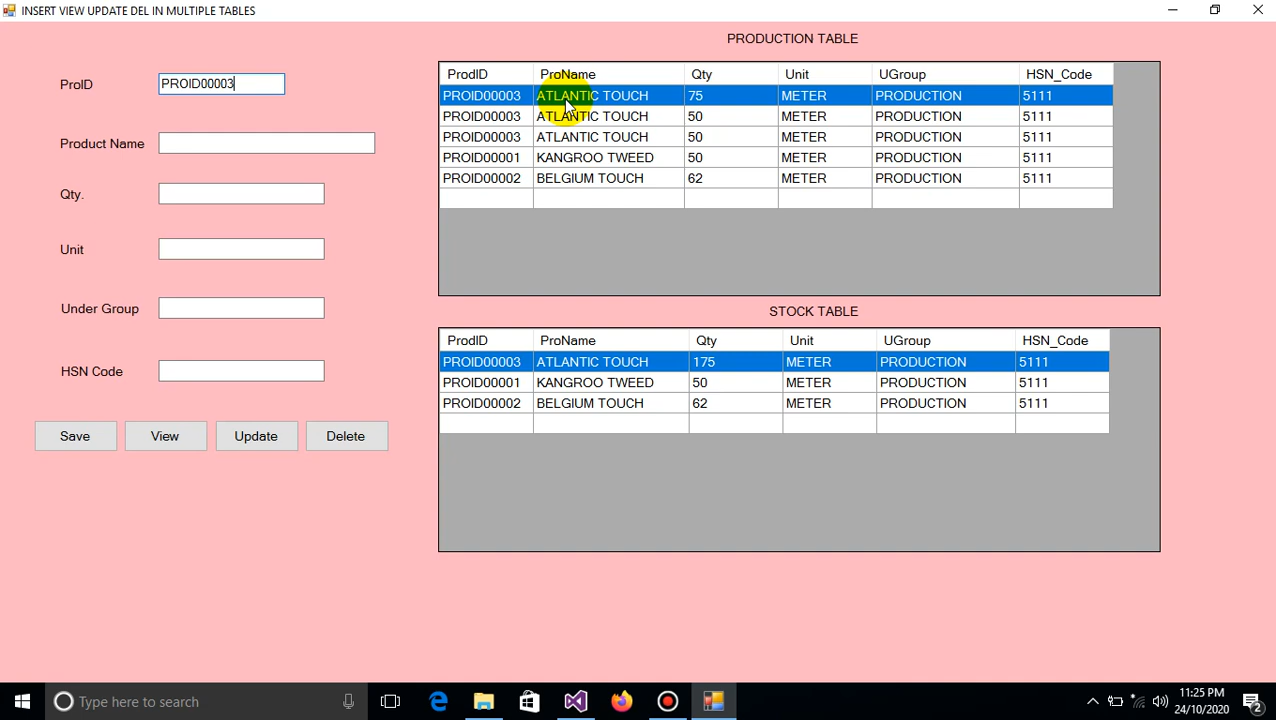 INSERT VIEW UPDATE DEL IN MULTIPLE TABLES
PRODUCTION TABLE
ProID PROID00003
Product Name
Qty.
Unit
Under Group
HSN Code
Save View Update Delete
ProdID ProName Qty Unit UGroup HSN_Code
PROID00003 ATLANTIC TOUCH 75 METER PRODUCTION 5111
PROID00003 ATLANTIC TOUCH 50 METER PRODUCTION 5111
PROID00003 ATLANTIC TOUCH 50 METER PRODUCTION 5111
PROID00001 KANGROO TWEED 50 METER PRODUCTION 5111
PROID00002 BELGIUM TOUCH 62 METER PRODUCTION 5111
STOCK TABLE
ProdID ProName Qty Unit UGroup HSN_Code
PROID00003 ATLANTIC TOUCH 175 METER PRODUCTION 5111
PROID00001 KANGROO TWEED 50 METER PRODUCTION 5111
PROID00002 BELGIUM TOUCH 62 METER PRODUCTION 5111
Type here to search
11:25 PM
24/10/2020
2